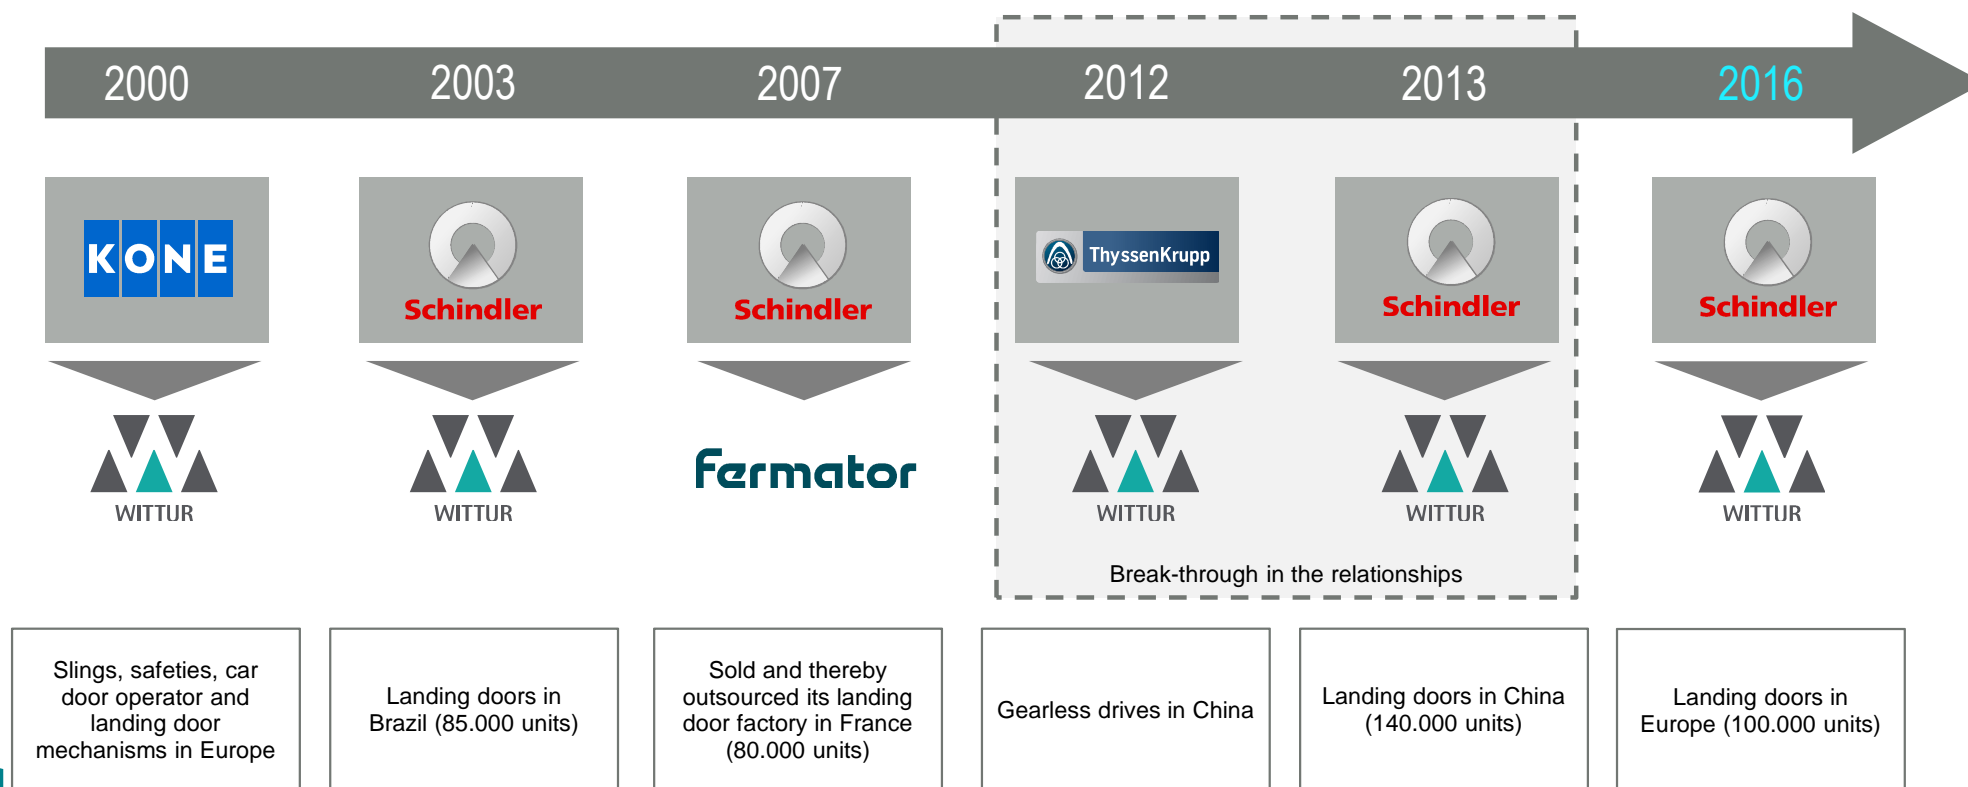 2000
2003
2007
2012
2013
2016
KONE
Schindler
Schindler
ThyssenKrupp
Schindler
Schindler
WITTUR
WITTUR
Fermator
WITTUR
WITTUR
WITTUR
Break-through in the relationships
Slings, safeties, car
door operator and
landing door
mechanisms in Europe
Landing doors in
Brazil (85.000 units)
Sold and thereby
outsourced its landing
door factory in France
(80.000 units)
Gearless drives in China
Landing doors in China
(140.000 units)
Landing doors in
Europe (100.000 units)